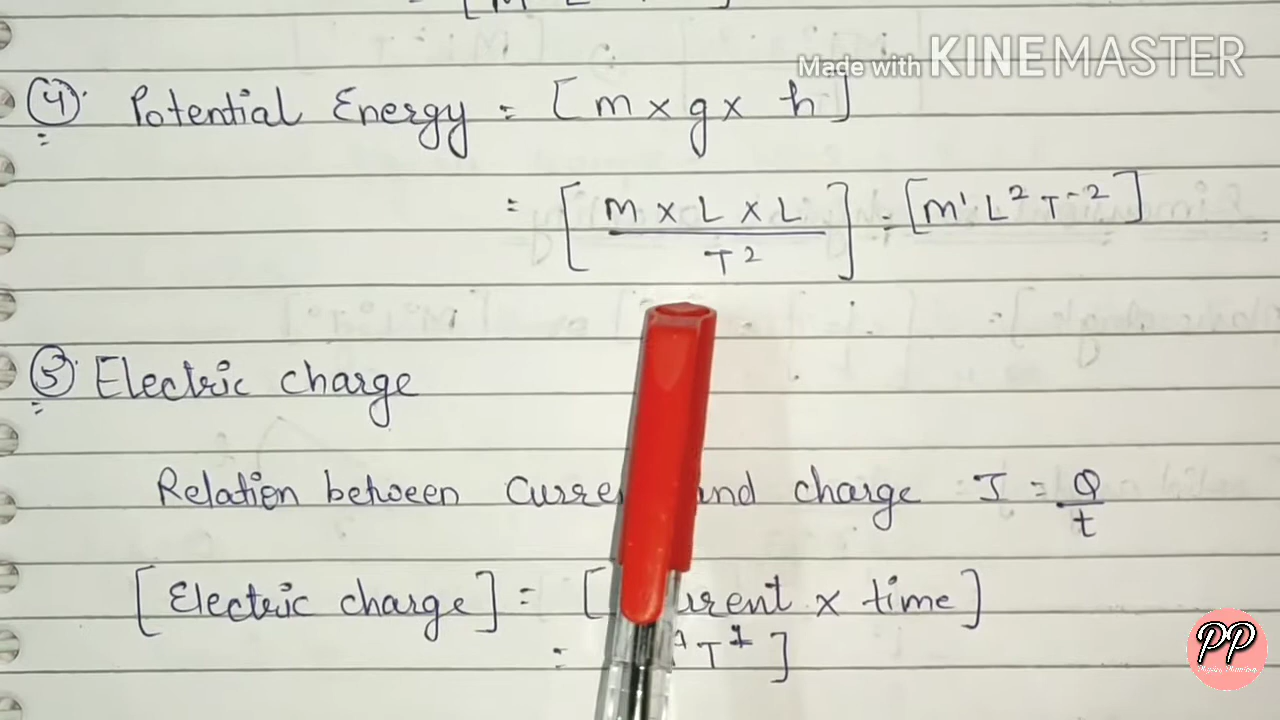 Made with KINEMASTER
(4) Potential Energy = [m x g x h]
= [M x L x L / T²] = [M¹ L² T⁻²]
(5) Electric charge
Relation between and charge I = Q/t
[Electric charge] = [ x time]
= T¹]
PP